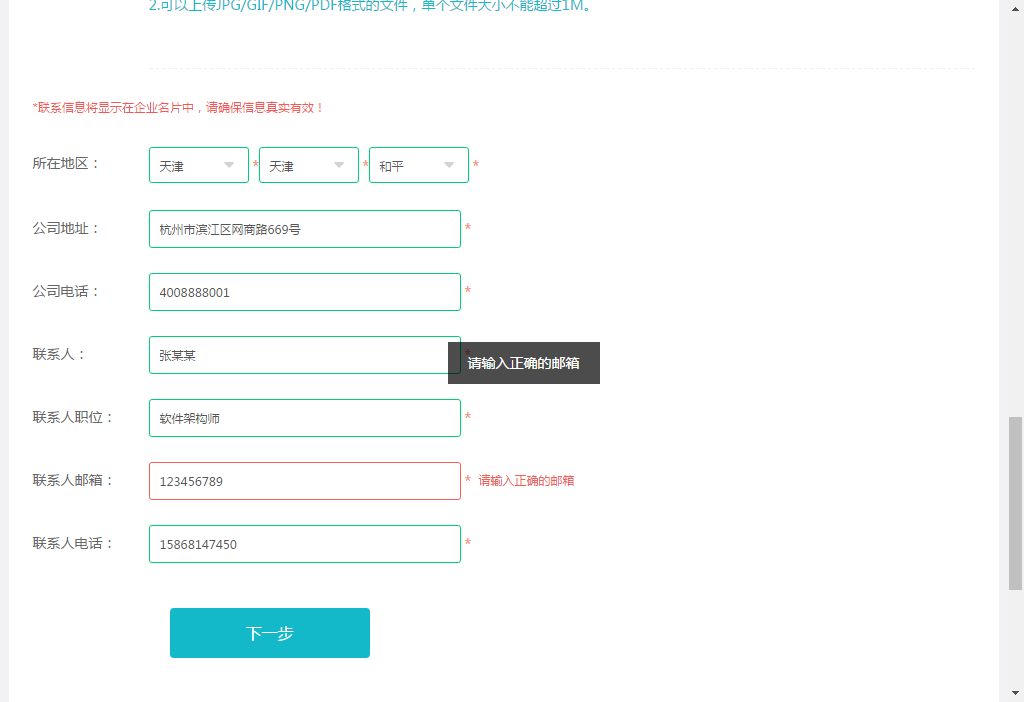 2.可以上传JPG/GIF/PNG/PDF格式的文件，单个文件大小不能超过1M。
*联系信息将显示在企业名片中，请确保信息真实有效！
所在地区： 天津 * 天津 * 和平 *
公司地址： 杭州市滨江区网商路669号 *
公司电话： 4008888001 *
联系人： 张某某 *
请输入正确的邮箱
联系人职位： 软件架构师 *
联系人邮箱： 123456789 * 请输入正确的邮箱
联系人电话： 15868147450 *
下一步